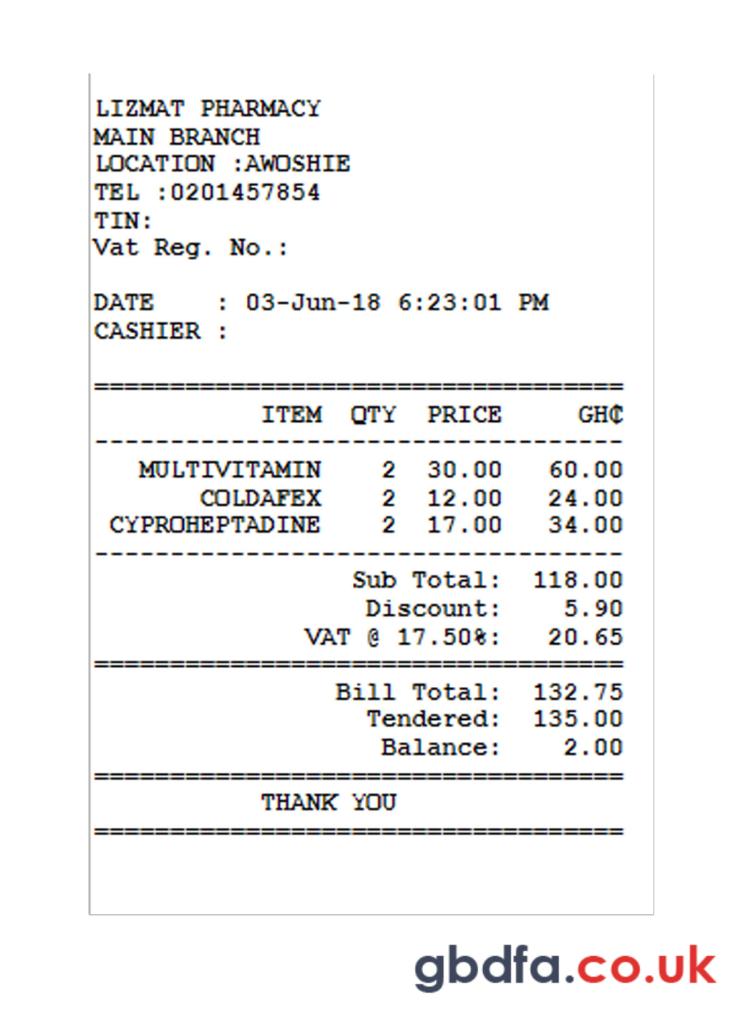 LIZMAT PHARMACY
MAIN BRANCH
LOCATION :AWOSHIE
TEL :0201457854
TIN:
Vat Reg. No.:
DATE : 03-Jun-18 6:23:01 PM
CASHIER :
====================================
ITEM QTY PRICE GH₵
------------------------------------
MULTIVITAMIN 2 30.00 60.00
COLDAFEX 2 12.00 24.00
CYPROHEPTADINE 2 17.00 34.00
------------------------------------
Sub Total: 118.00
Discount: 5.90
VAT @ 17.50%: 20.65
====================================
Bill Total: 132.75
Tendered: 135.00
Balance: 2.00
====================================
THANK YOU
====================================
gbdfa.co.uk